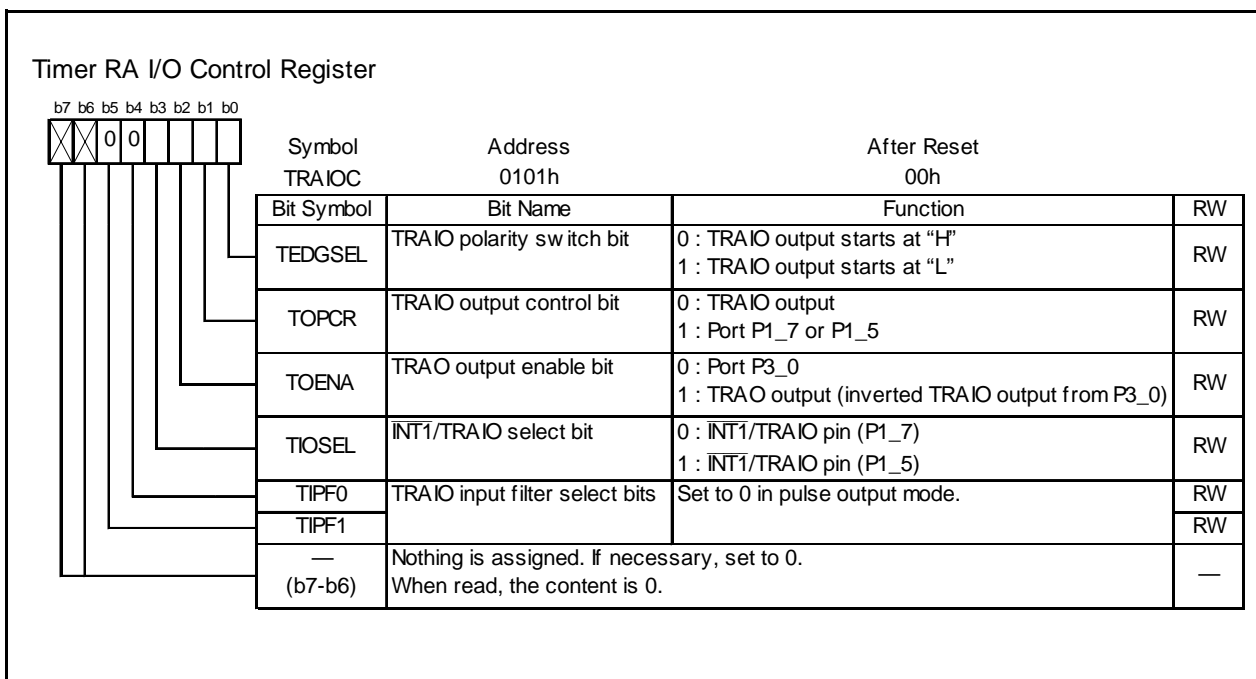 Timer RA I/O Control Register
b7 b6 b5 b4 b3 b2 b1 b0
0 0
Symbol Address After Reset
TRAIOC 0101h 00h
Bit Symbol Bit Name Function RW
TEDGSEL TRAIO polarity switch bit 0 : TRAIO output starts at “H” RW
1 : TRAIO output starts at “L”
TOPCR TRAIO output control bit 0 : TRAIO output RW
1 : Port P1_7 or P1_5
TOENA TRAO output enable bit 0 : Port P3_0 RW
1 : TRAO output (inverted TRAIO output from P3_0)
TIOSEL INT1/TRAIO select bit 0 : INT1/TRAIO pin (P1_7) RW
1 : INT1/TRAIO pin (P1_5)
TIPF0 TRAIO input filter select bits Set to 0 in pulse output mode. RW
TIPF1 RW
— Nothing is assigned. If necessary, set to 0. —
(b7-b6) When read, the content is 0.